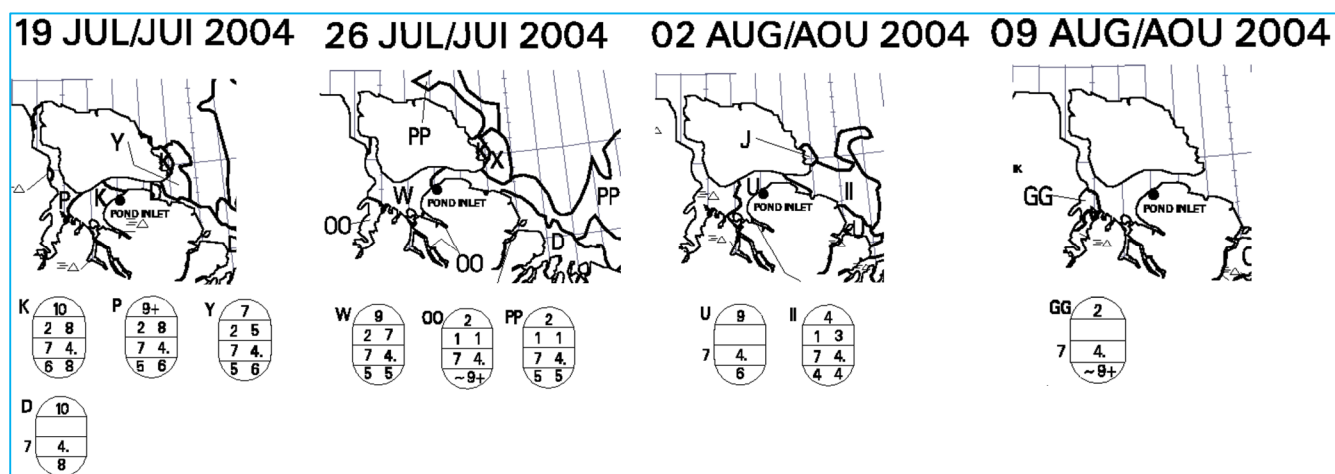 19 JUL/JUI 2004
26 JUL/JUI 2004
02 AUG/AOU 2004
09 AUG/AOU 2004
Y
K
P
K
D
POND INLET
PP
K
X
W
PP
POND INLET
OO
D
OO
J
U
II
POND INLET
U
K
GG
POND INLET
K
10
2 8
7 4.
6 8
P
9+
2 8
7 4.
5 6
Y
7
2 5
7 4.
5 6
D
10
7 4.
8
W
9
2 7
7 4.
5 5
OO
2
1 1
7 4.
~9+
PP
2
1 1
7 4.
5 5
U
9
7 4.
6
II
4
1 3
7 4.
4 4
GG
2
7 4.
~9+